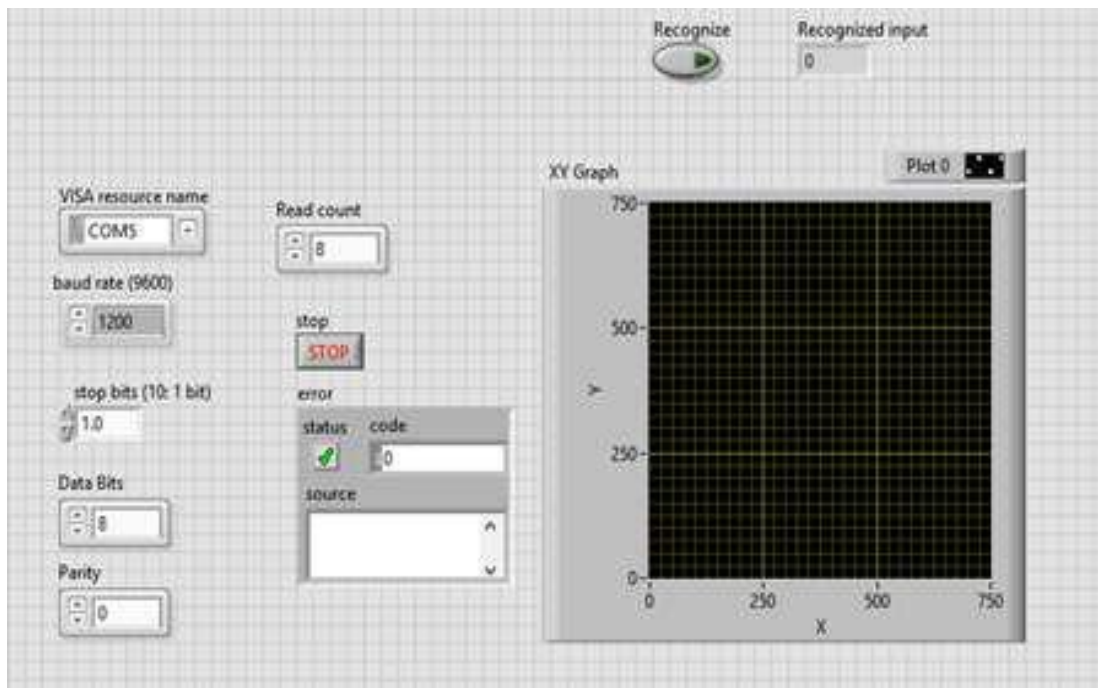 Recognize
Recognized input
0
XY Graph
Plot 0
VISA resource name
COM5
Read count
8
baud rate (9600)
1200
stop
STOP
stop bits (10: 1 bit)
1.0
error
status
code
0
source
Data Bits
8
Parity
0
750
500
250
0
Y
0
250
500
750
X